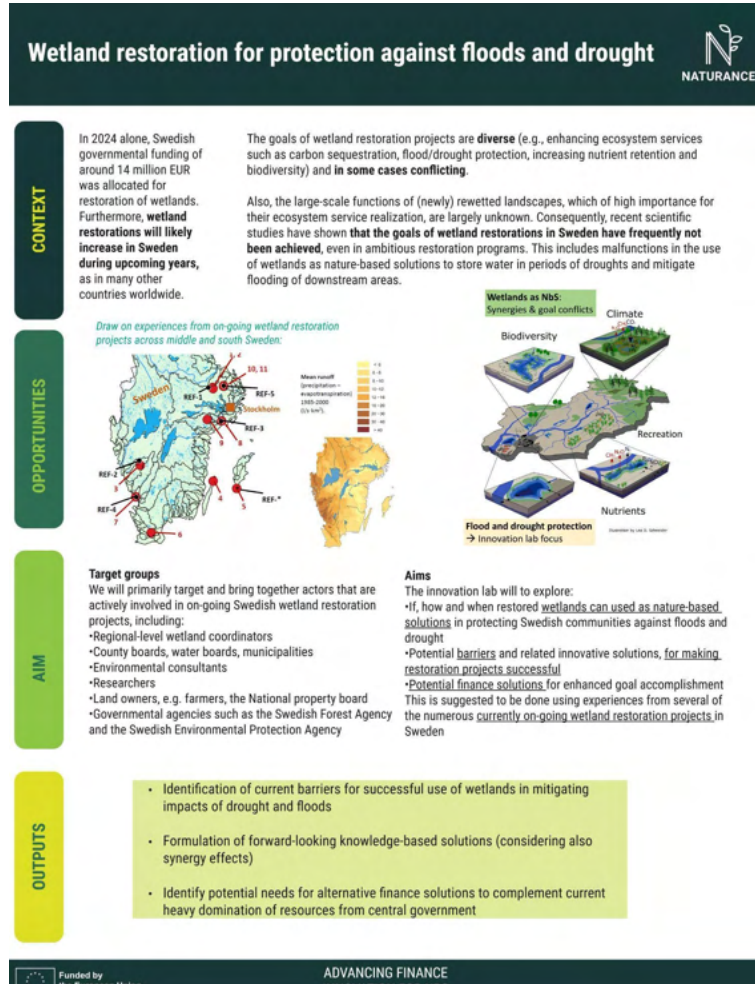 Wetland restoration for protection against floods and drought
NATURANCE
CONTEXT
In 2024 alone, Swedish
governmental funding of
around 14 million EUR
was allocated for
restoration of wetlands.
Furthermore, wetland
restorations will likely
increase in Sweden
during upcoming years,
as in many other
countries worldwide.
The goals of wetland restoration projects are diverse (e.g., enhancing ecosystem services
such as carbon sequestration, flood/drought protection, increasing nutrient retention and
biodiversity) and in some cases conflicting.
Also, the large-scale functions of (newly) rewetted landscapes, which of high importance for
their ecosystem service realization, are largely unknown. Consequently, recent scientific
studies have shown that the goals of wetland restorations in Sweden have frequently not
been achieved, even in ambitious restoration programs. This includes malfunctions in the use
of wetlands as nature-based solutions to store water in periods of droughts and mitigate
flooding of downstream areas.
OPPORTUNITIES
Draw on experiences from on-going wetland restoration
projects across middle and south Sweden:
Sweden
2
10, 11
REF-1
REF-5
Stockholm
REF-3
9
8
REF-2
3
REF-4
7
4
5
REF-*
6
Mean runoff
(precipitation –
evapotranspiration)
1985-2000
Wetlands as NbS:
Synergies & goal conflicts
Climate
Biodiversity
Recreation
Nutrients
Flood and drought protection
→ Innovation lab focus
AIM
Target groups
We will primarily target and bring together actors that are
actively involved in on-going Swedish wetland restoration
projects, including:
•Regional-level wetland coordinators
•County boards, water boards, municipalities
•Environmental consultants
•Researchers
•Land owners, e.g. farmers, the National property board
•Governmental agencies such as the Swedish Forest Agency
and the Swedish Environmental Protection Agency
Aims
The innovation lab will to explore:
•If, how and when restored wetlands can used as nature-based
solutions in protecting Swedish communities against floods and
drought
•Potential barriers and related innovative solutions, for making
restoration projects successful
•Potential finance solutions for enhanced goal accomplishment
This is suggested to be done using experiences from several of
the numerous currently on-going wetland restoration projects in
Sweden
OUTPUTS
• Identification of current barriers for successful use of wetlands in mitigating
impacts of drought and floods
• Formulation of forward-looking knowledge-based solutions (considering also
synergy effects)
• Identify potential needs for alternative finance solutions to complement current
heavy domination of resources from central government
Funded by
the European Union
ADVANCING FINANCE